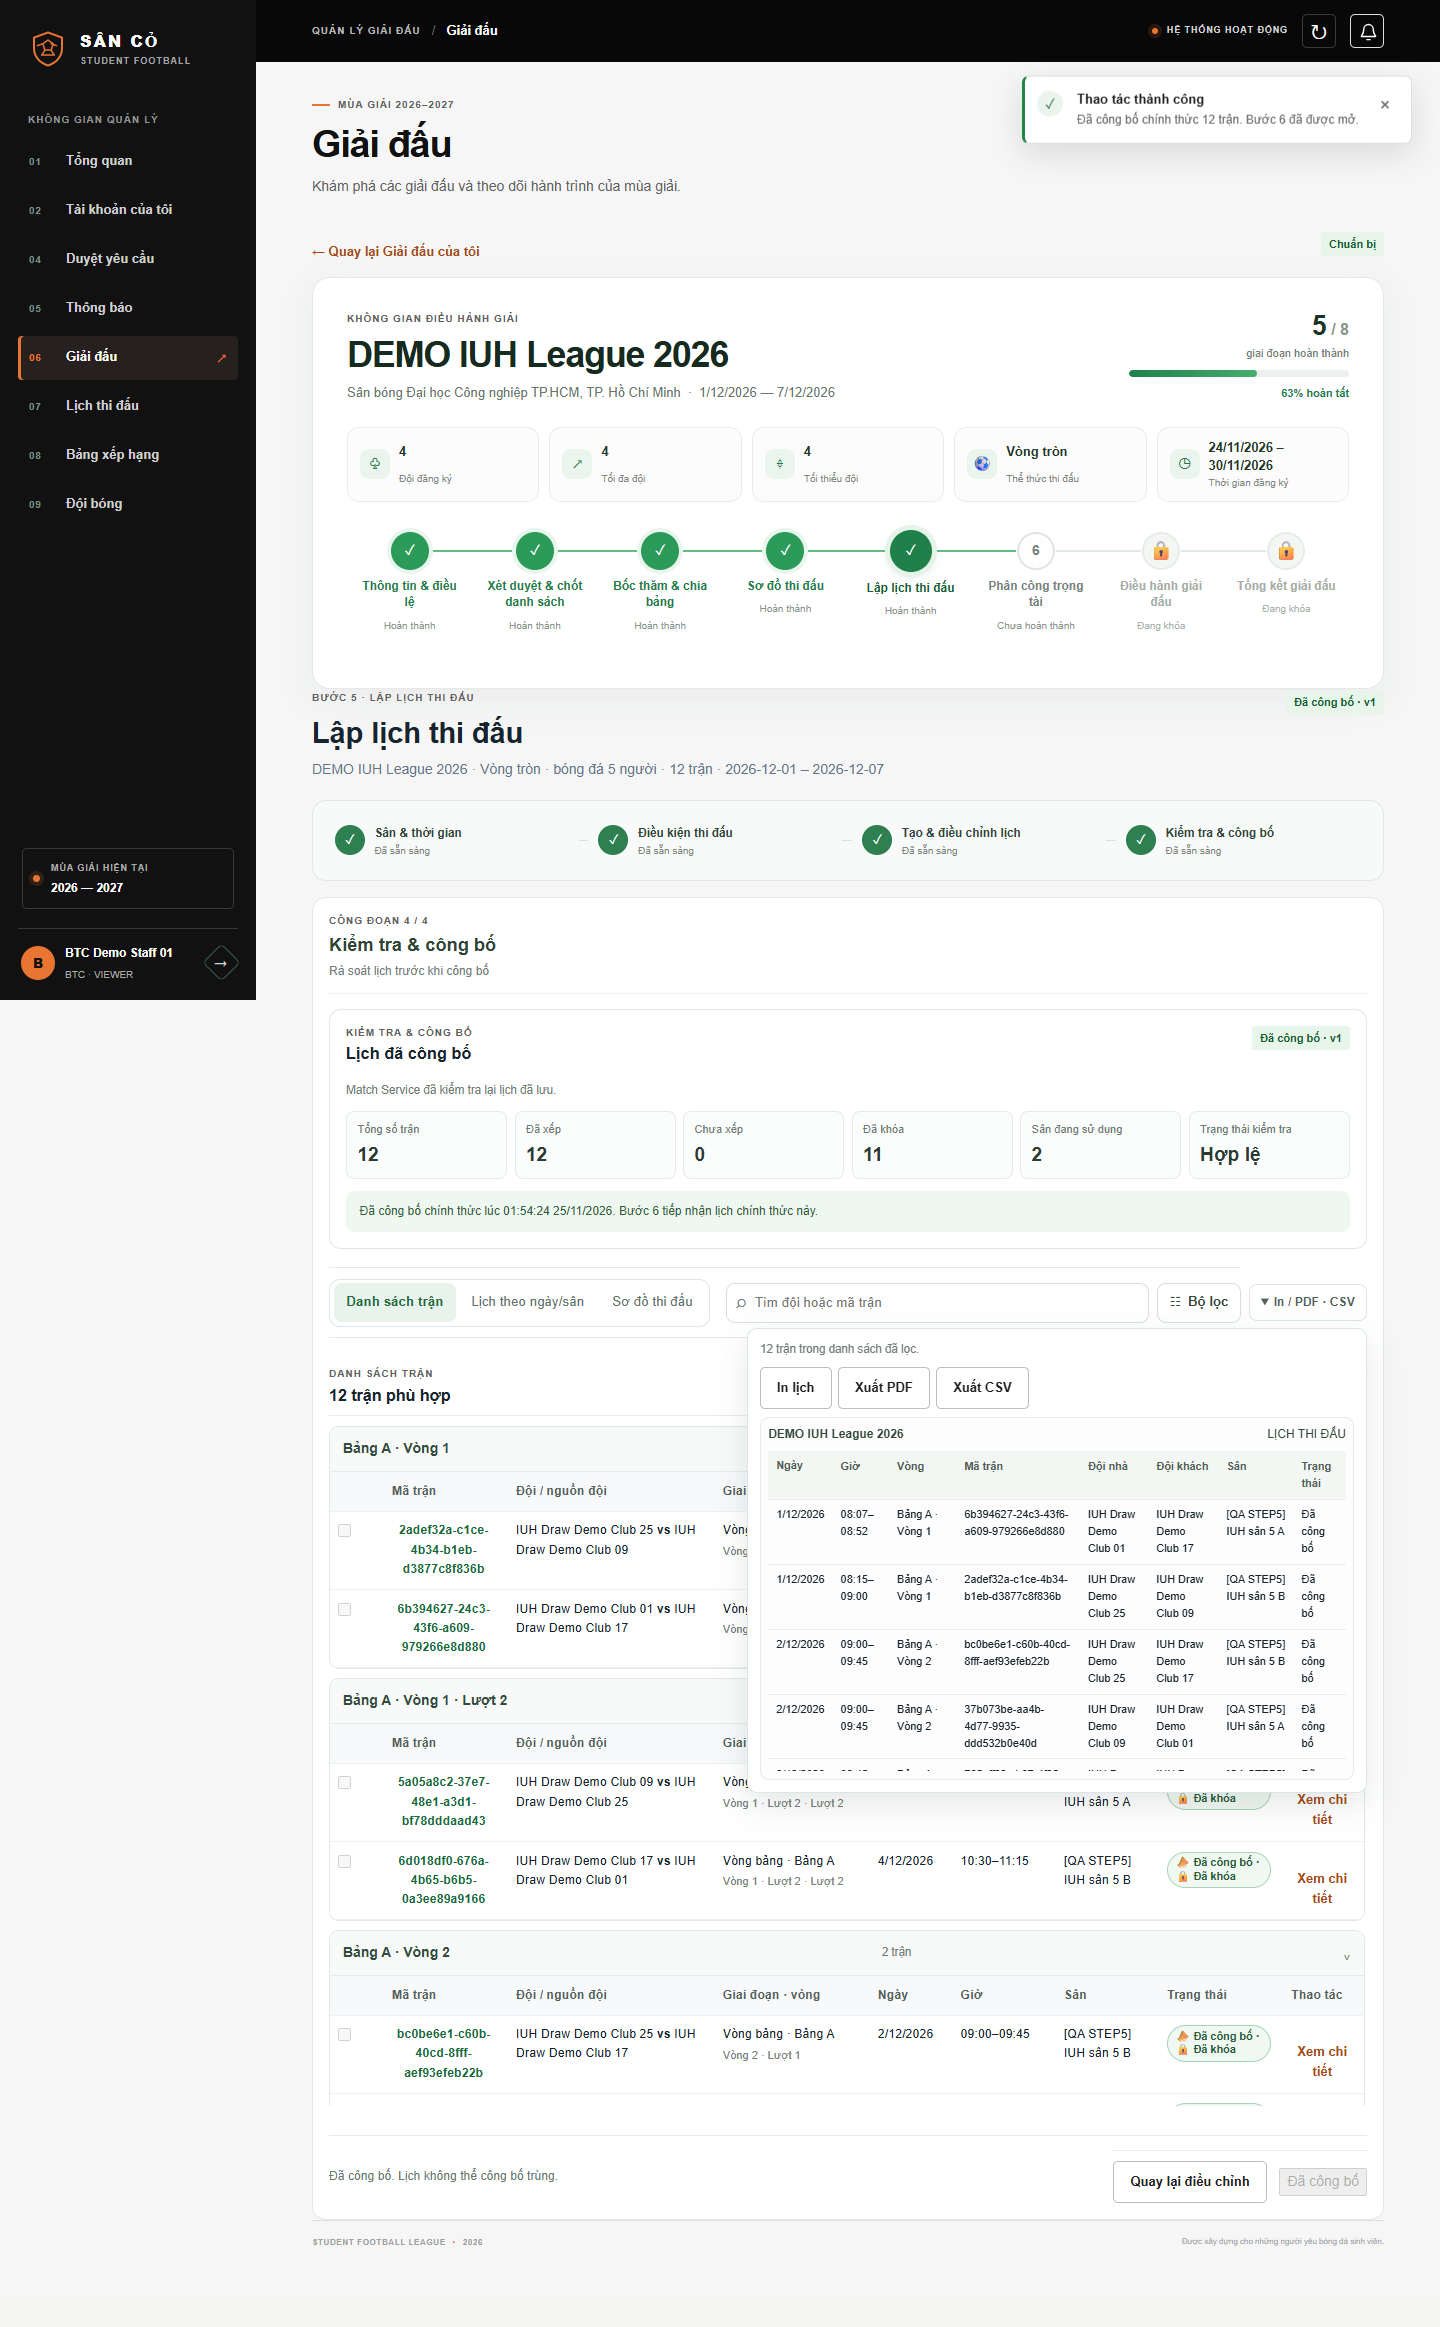 SÂN CỎ
STUDENT FOOTBALL
KHÔNG GIAN QUẢN LÝ
01 Tổng quan
02 Tài khoản của tôi
04 Duyệt yêu cầu
05 Thông báo
06 Giải đấu ↗
07 Lịch thi đấu
08 Bảng xếp hạng
09 Đội bóng
MÙA GIẢI HIỆN TẠI
2026 — 2027
B BTC Demo Staff 01 →
BTC · VIEWER
QUẢN LÝ GIẢI ĐẤU / Giải đấu
HỆ THỐNG HOẠT ĐỘNG ↻
Thao tác thành công ×
Đã công bố chính thức 12 trận. Bước 6 đã được mở.
MÙA GIẢI 2026–2027
Giải đấu
Khám phá các giải đấu và theo dõi hành trình của mùa giải.
← Quay lại Giải đấu của tôi
Chuẩn bị
KHÔNG GIAN ĐIỀU HÀNH GIẢI
DEMO IUH League 2026
Sân bóng Đại học Công nghiệp TP.HCM, TP. Hồ Chí Minh · 1/12/2026 — 7/12/2026
5 / 8
giai đoạn hoàn thành
63% hoàn tất
4
Đội đăng ký
4
Tối đa đội
4
Tối thiểu đội
Vòng tròn
Thể thức thi đấu
24/11/2026 –
30/11/2026
Thời gian đăng ký
✓ ✓ ✓ ✓ ✓ 6
Thông tin & điều
lệ
Hoàn thành
Xét duyệt & chốt
danh sách
Hoàn thành
Bốc thăm & chia
bảng
Hoàn thành
Sơ đồ thi đấu
Hoàn thành
Lập lịch thi đấu
Hoàn thành
Phân công trọng
tài
Chưa hoàn thành
Điều hành giải
đấu
Đang khóa
Tổng kết giải đấu
Đang khóa
BƯỚC 5 · LẬP LỊCH THI ĐẤU
Đã công bố · v1
Lập lịch thi đấu
DEMO IUH League 2026 · Vòng tròn · bóng đá 5 người · 12 trận · 2026-12-01 – 2026-12-07
✓ Sân & thời gian
Đã sẵn sàng
✓ Điều kiện thi đấu
Đã sẵn sàng
✓ Tạo & điều chỉnh lịch
Đã sẵn sàng
✓ Kiểm tra & công bố
Đã sẵn sàng
CÔNG ĐOẠN 4 / 4
Kiểm tra & công bố
Rà soát lịch trước khi công bố
KIỂM TRA & CÔNG BỐ
Lịch đã công bố
Đã công bố · v1
Match Service đã kiểm tra lại lịch đã lưu.
Tổng số trận
12
Đã xếp
12
Chưa xếp
0
Đã khóa
11
Sân đang sử dụng
2
Trạng thái kiểm tra
Hợp lệ
Đã công bố chính thức lúc 01:54:24 25/11/2026. Bước 6 tiếp nhận lịch chính thức này.
Danh sách trận Lịch theo ngày/sân Sơ đồ thi đấu
Tìm đội hoặc mã trận
☷ Bộ lọc
▼ In / PDF · CSV
12 trận trong danh sách đã lọc.
In lịch Xuất PDF Xuất CSV
DEMO IUH League 2026 LỊCH THI ĐẤU
Ngày Giờ Vòng Mã trận Đội nhà Đội khách Sân Trạng
thái
1/12/2026 08:07– Bảng A · 6b394627-24c3-43f6- IUH Draw IUH Draw [QA STEP5] Đã
08:52 Vòng 1 a609-979266e8d880 Demo Demo IUH sân 5 A công
Club 01 Club 17 bố
1/12/2026 08:15– Bảng A · 2adef32a-c1ce-4b34- IUH Draw IUH Draw [QA STEP5] Đã
09:00 Vòng 1 b1eb-d3877c8f836b Demo Demo IUH sân 5 B công
Club 25 Club 09 bố
2/12/2026 09:00– Bảng A · bc0be6e1-c60b-40cd- IUH Draw IUH Draw [QA STEP5] Đã
09:45 Vòng 2 8fff-aef93efeb22b Demo Demo IUH sân 5 B công
Club 25 Club 17 bố
2/12/2026 09:00– Bảng A · 37b073be-aa4b- IUH Draw IUH Draw [QA STEP5] Đã
09:45 Vòng 2 4d77-9935- Demo Demo IUH sân 5 A công
ddd532b0e40d Club 09 Club 01 bố
DANH SÁCH TRẬN
12 trận phù hợp
Bảng A · Vòng 1
Mã trận Đội / nguồn đội Giai
2adef32a-c1ce- IUH Draw Demo Club 25 vs IUH Vòng
4b34-b1eb- Draw Demo Club 09 Vòng
d3877c8f836b
6b394627-24c3- IUH Draw Demo Club 01 vs IUH Vòng
43f6-a609- Draw Demo Club 17 Vòng
979266e8d880
Bảng A · Vòng 1 · Lượt 2
Mã trận Đội / nguồn đội Giai
5a05a8c2-37e7- IUH Draw Demo Club 09 vs IUH Vòng
48e1-a3d1- Draw Demo Club 25 Vòng 1 · Lượt 2 · Lượt 2 IUH sân 5 A Đã khóa Xem chi
bf78dddaad43 tiết
6d018df0-676a- IUH Draw Demo Club 17 vs IUH Vòng bảng · Bảng A 4/12/2026 10:30–11:15 [QA STEP5] Đã công bố ·
4b65-b6b5- Draw Demo Club 01 Vòng 1 · Lượt 2 · Lượt 2 IUH sân 5 B Đã khóa Xem chi
0a3ee89a9166 tiết
Bảng A · Vòng 2 2 trận v
Mã trận Đội / nguồn đội Giai đoạn · vòng Ngày Giờ Sân Trạng thái Thao tác
bc0be6e1-c60b- IUH Draw Demo Club 25 vs IUH Vòng bảng · Bảng A 2/12/2026 09:00–09:45 [QA STEP5] Đã công bố ·
40cd-8fff- Draw Demo Club 17 Vòng 2 · Lượt 1 IUH sân 5 B Đã khóa Xem chi
aef93efeb22b tiết
Đã công bố. Lịch không thể công bố trùng.
Quay lại điều chỉnh Đã công bố
STUDENT FOOTBALL LEAGUE • 2026
Được xây dựng cho những người yêu bóng đá sinh viên.